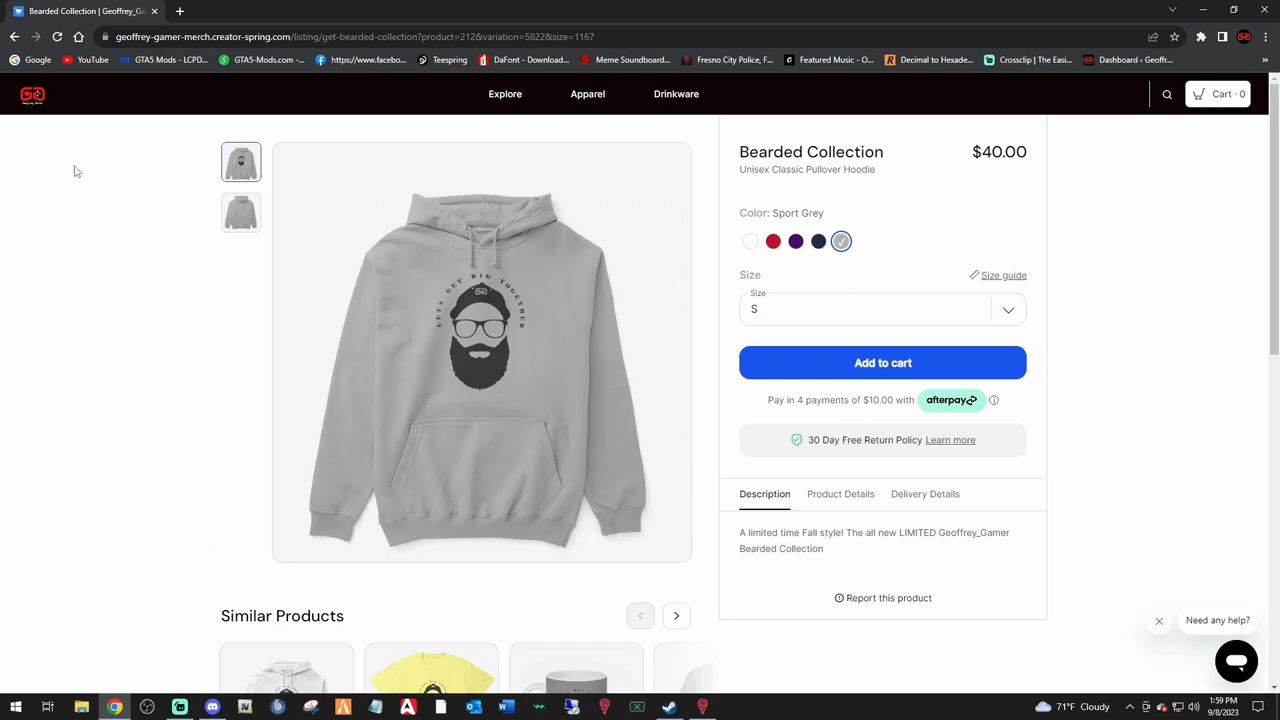 Bearded Collection | Geoffrey_Ga
geoffrey-gamer-merch.creator-spring.com/listing/get-bearded-collection?product=212&variation=5822&size=1167
Google YouTube GTA5 Mods - LCPD... GTA5-Mods.com -... https://www.facebo... Teespring DaFont - Download... Meme Soundboard... Fresno City Police, F... Featured Music - O... Decimal to Hexade... Crossclip | The Easi... Dashboard ‹ Geoffr... »
Explore Apparel Drinkware Cart · 0
Bearded Collection $40.00
Unisex Classic Pullover Hoodie
Color: Sport Grey
Size Size guide
Size
S
LETS GET BIG TOGETHER
GG
Add to cart
Pay in 4 payments of $10.00 with afterpay
30 Day Free Return Policy Learn more
Description Product Details Delivery Details
A limited time Fall style! The all new LIMITED Geoffrey_Gamer
Bearded Collection
Report this product
Similar Products
Need any help?
71°F Cloudy
1:59 PM
9/8/2023